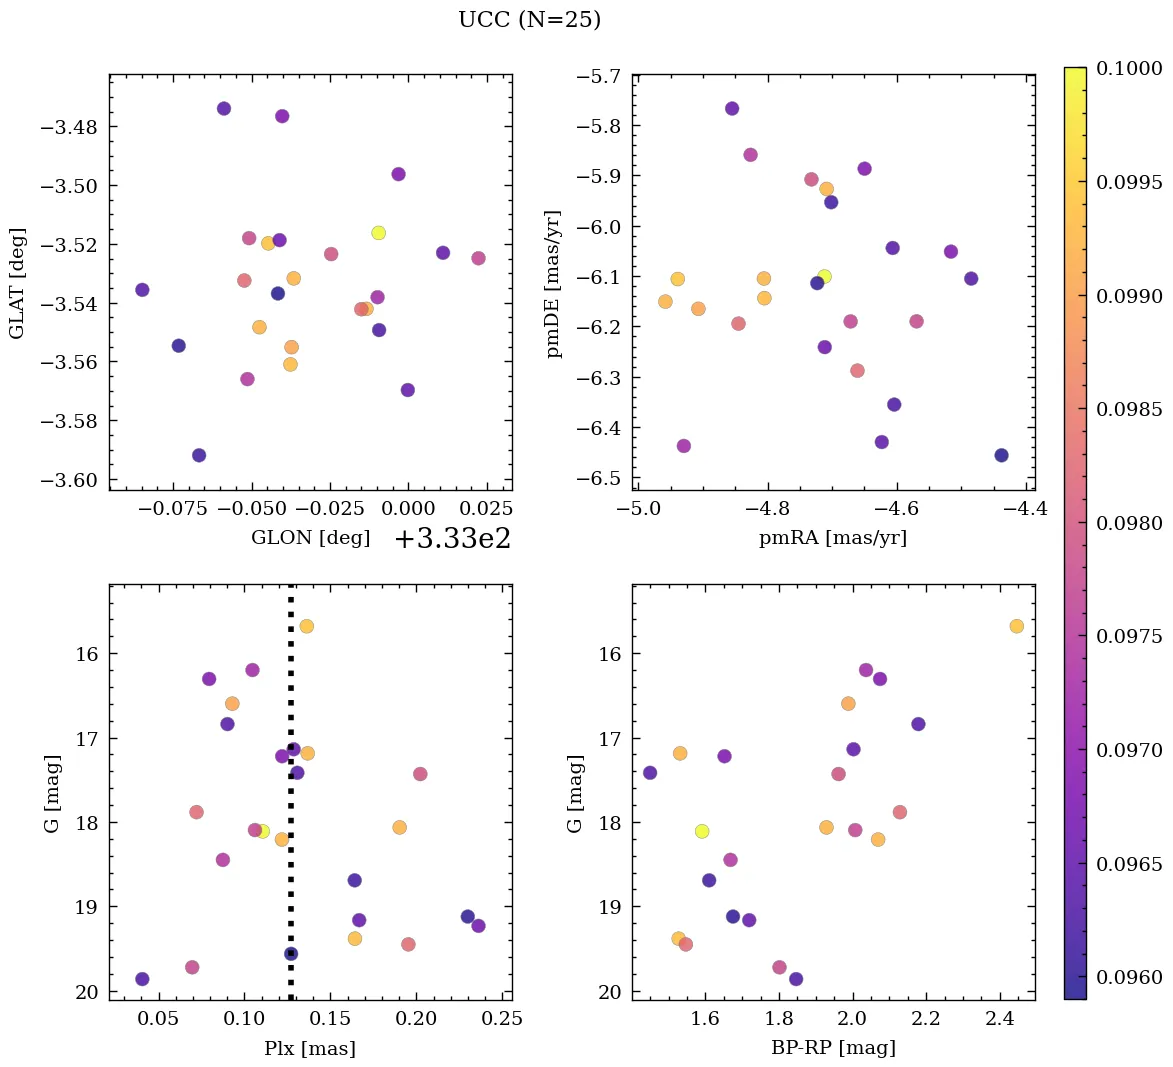 UCC (N=25)
−3.48
−3.50
−3.52
−3.54
−3.56
−3.58
−3.60
GLAT [deg]
−0.075 −0.050 −0.025 0.000 0.025
GLON [deg] +3.33e2
−5.7
−5.8
−5.9
−6.0
−6.1
−6.2
−6.3
−6.4
−6.5
pmDE [mas/yr]
−5.0 −4.8 −4.6 −4.4
pmRA [mas/yr]
16
17
18
19
20
G [mag]
0.05 0.10 0.15 0.20 0.25
Plx [mas]
16
17
18
19
20
G [mag]
1.6 1.8 2.0 2.2 2.4
BP-RP [mag]
0.1000
0.0995
0.0990
0.0985
0.0980
0.0975
0.0970
0.0965
0.0960